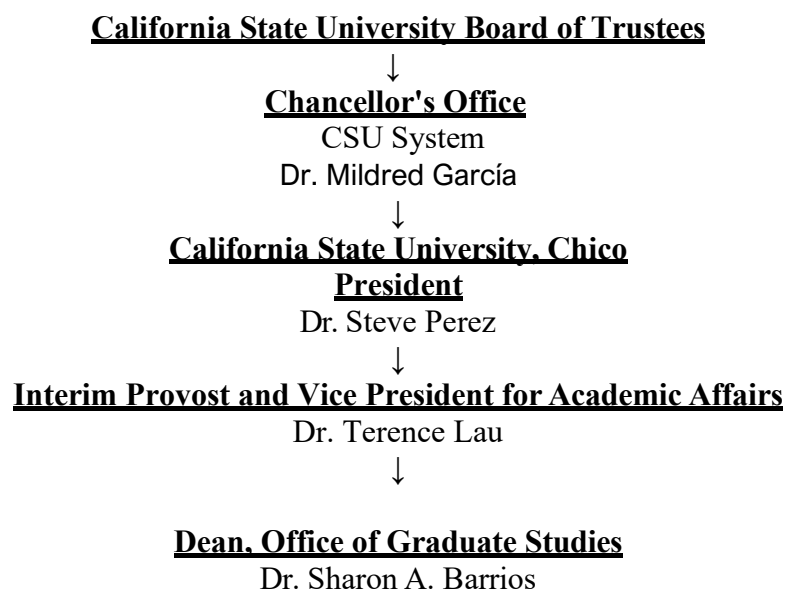 California State University Board of Trustees
↓
Chancellor's Office
CSU System
Dr. Mildred García
↓
California State University, Chico
President
Dr. Steve Perez
↓
Interim Provost and Vice President for Academic Affairs
Dr. Terence Lau
↓
Dean, Office of Graduate Studies
Dr. Sharon A. Barrios